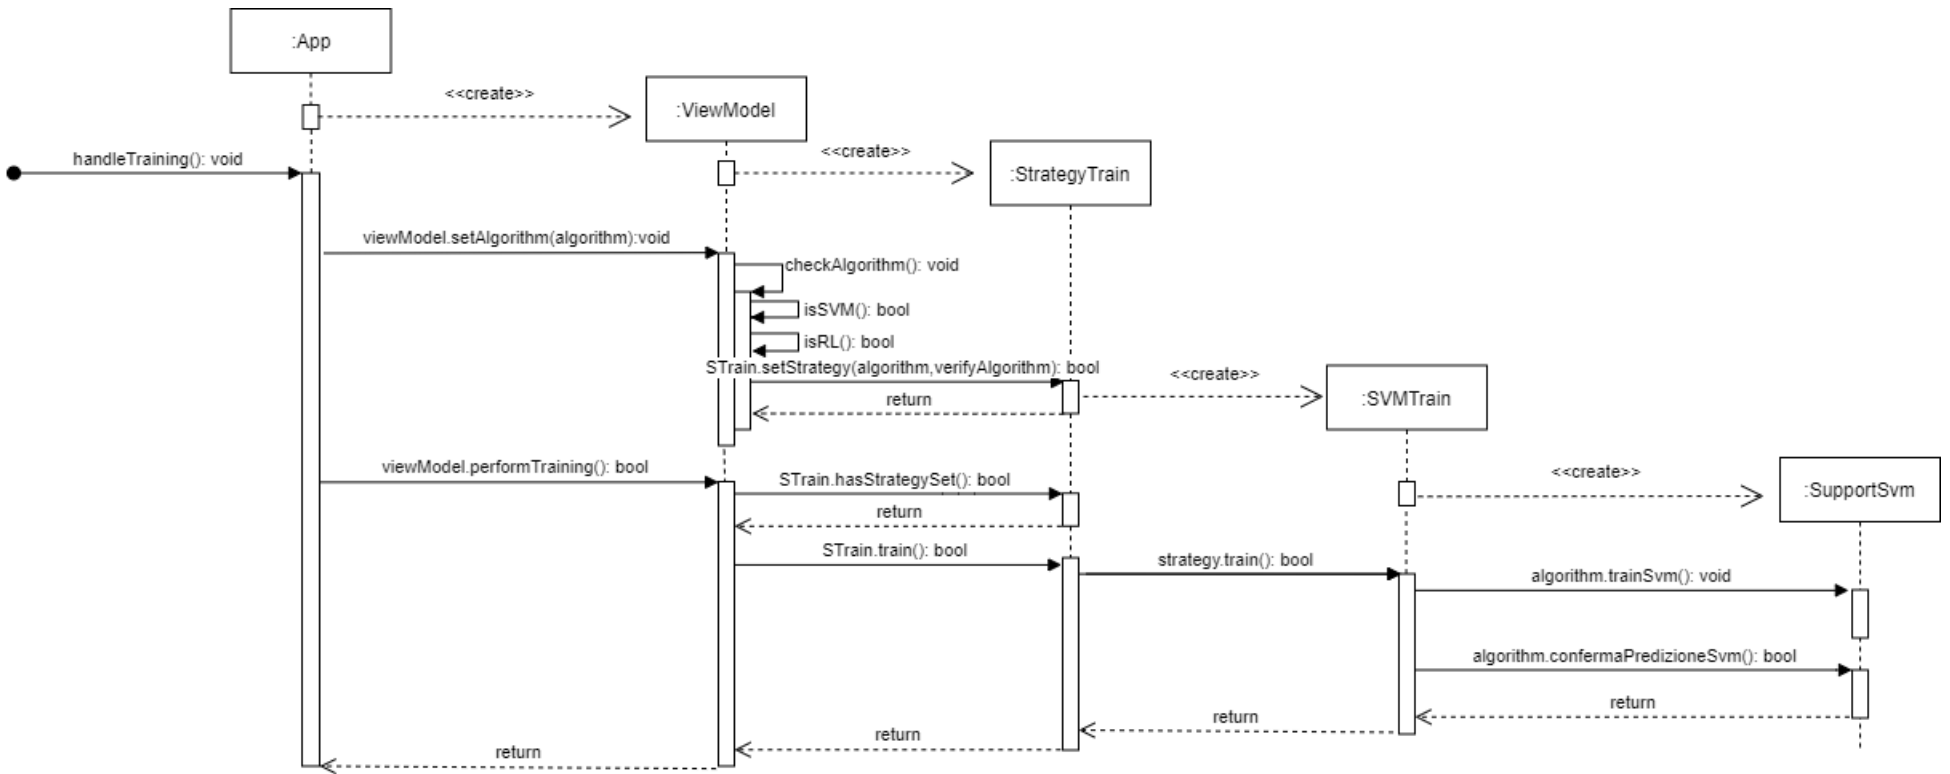 :App
<<create>>
:ViewModel
handleTraining(): void
<<create>>
:StrategyTrain
viewModel.setAlgorithm(algorithm):void
checkAlgorithm(): void
isSVM(): bool
isRL(): bool
STrain.setStrategy(algorithm,verifyAlgorithm): bool
<<create>>
:SVMTrain
return
viewModel.performTraining(): bool
STrain.hasStrategySet(): bool
<<create>>
:SupportSvm
return
STrain.train(): bool
strategy.train(): bool
algorithm.trainSvm(): void
algorithm.confermaPredizioneSvm(): bool
return
return
return
return